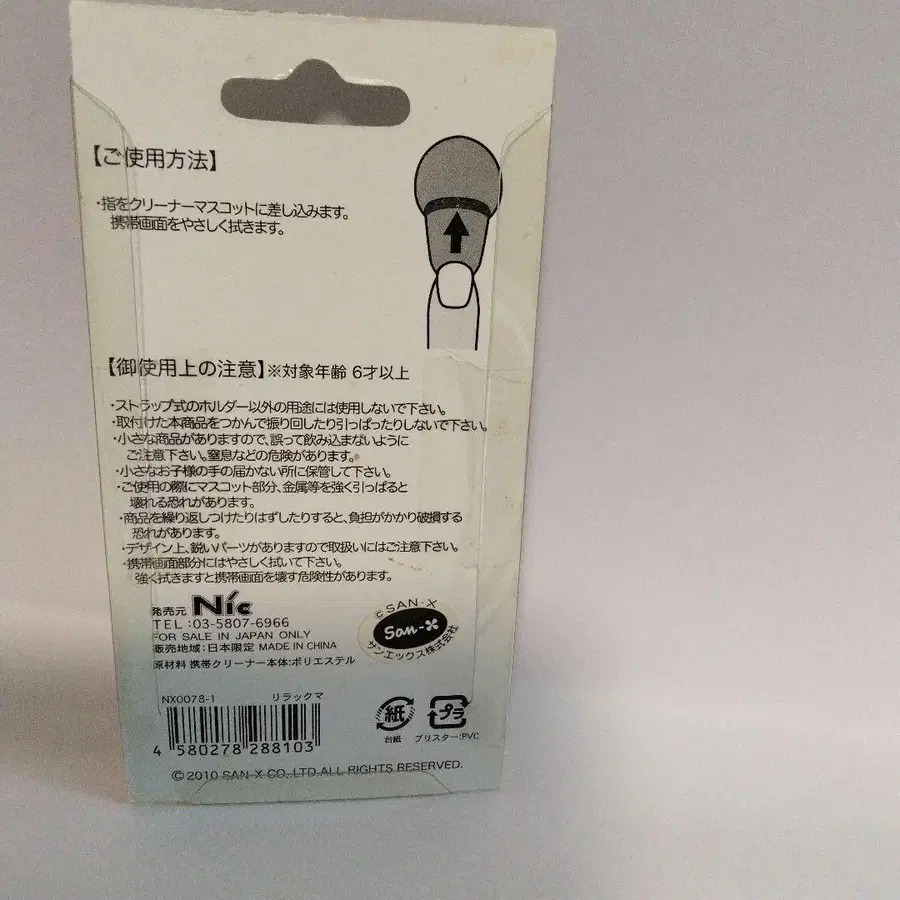 【ご使用方法】
・指をクリーナーマスコットに差し込みます。
携帯画面をやさしく拭きます。
【御使用上の注意】※対象年齢 6才以上
・ストラップ式のホルダー以外の用途には使用しないで下さい。
・取付けた本商品をつかんで振り回したり引っぱったりしないで下さい。
・小さな商品がありますので、誤って飲み込まないように
ご注意下さい。窒息などの危険があります。
・小さなお子様の手の届かない所に保管して下さい。
・ご使用の際にマスコット部分、金属等を強く引っぱると
壊れる恐れがあります。
・商品を繰り返しつけたりはずしたりすると、負担がかかり破損する
恐れがあります。
・デザイン上、鋭いパーツがありますので取扱いにはご注意下さい。
・携帯画面部分にはやさしく拭いて下さい。
強く拭きますと携帯画面を壊す危険性があります。
発売元 Nic
TEL :03-5807-6966
FOR SALE IN JAPAN ONLY
販売地域:日本限定 MADE IN CHINA
原材料 携帯クリーナー本体:ポリエステル
©SAN-X
San-X
サンエックス株式会社
NX0078-1 リラックマ
4 580278 288103
紙
台紙
プラ
ブリスター:PVC
© 2010 SAN-X CO.,LTD.ALL RIGHTS RESERVED.